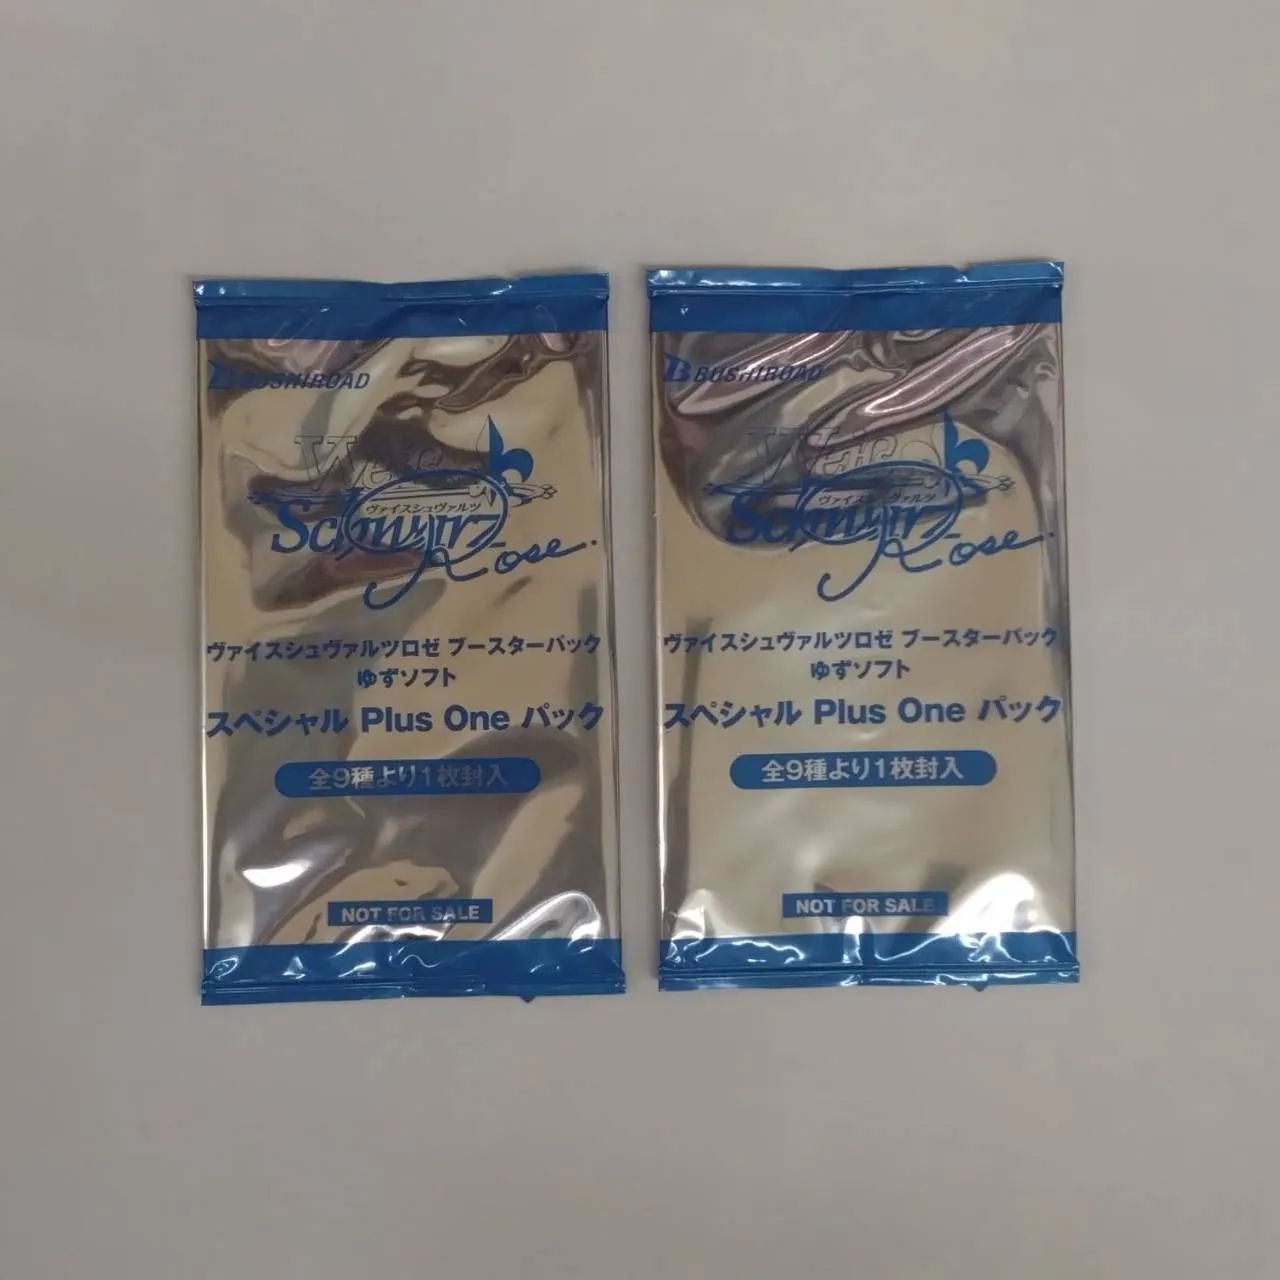 BUSHIROAD
Weiß
ヴァイスシュヴァルツ
Schwarz
Rose.
ヴァイスシュヴァルツロゼ ブースターパック
ゆずソフト
スペシャル Plus One パック
全9種より1枚封入
NOT FOR SALE
BUSHIROAD
Weiß
ヴァイスシュヴァルツ
Schwarz
Rose.
ヴァイスシュヴァルツロゼ ブースターパック
ゆずソフト
スペシャル Plus One パック
全9種より1枚封入
NOT FOR SALE